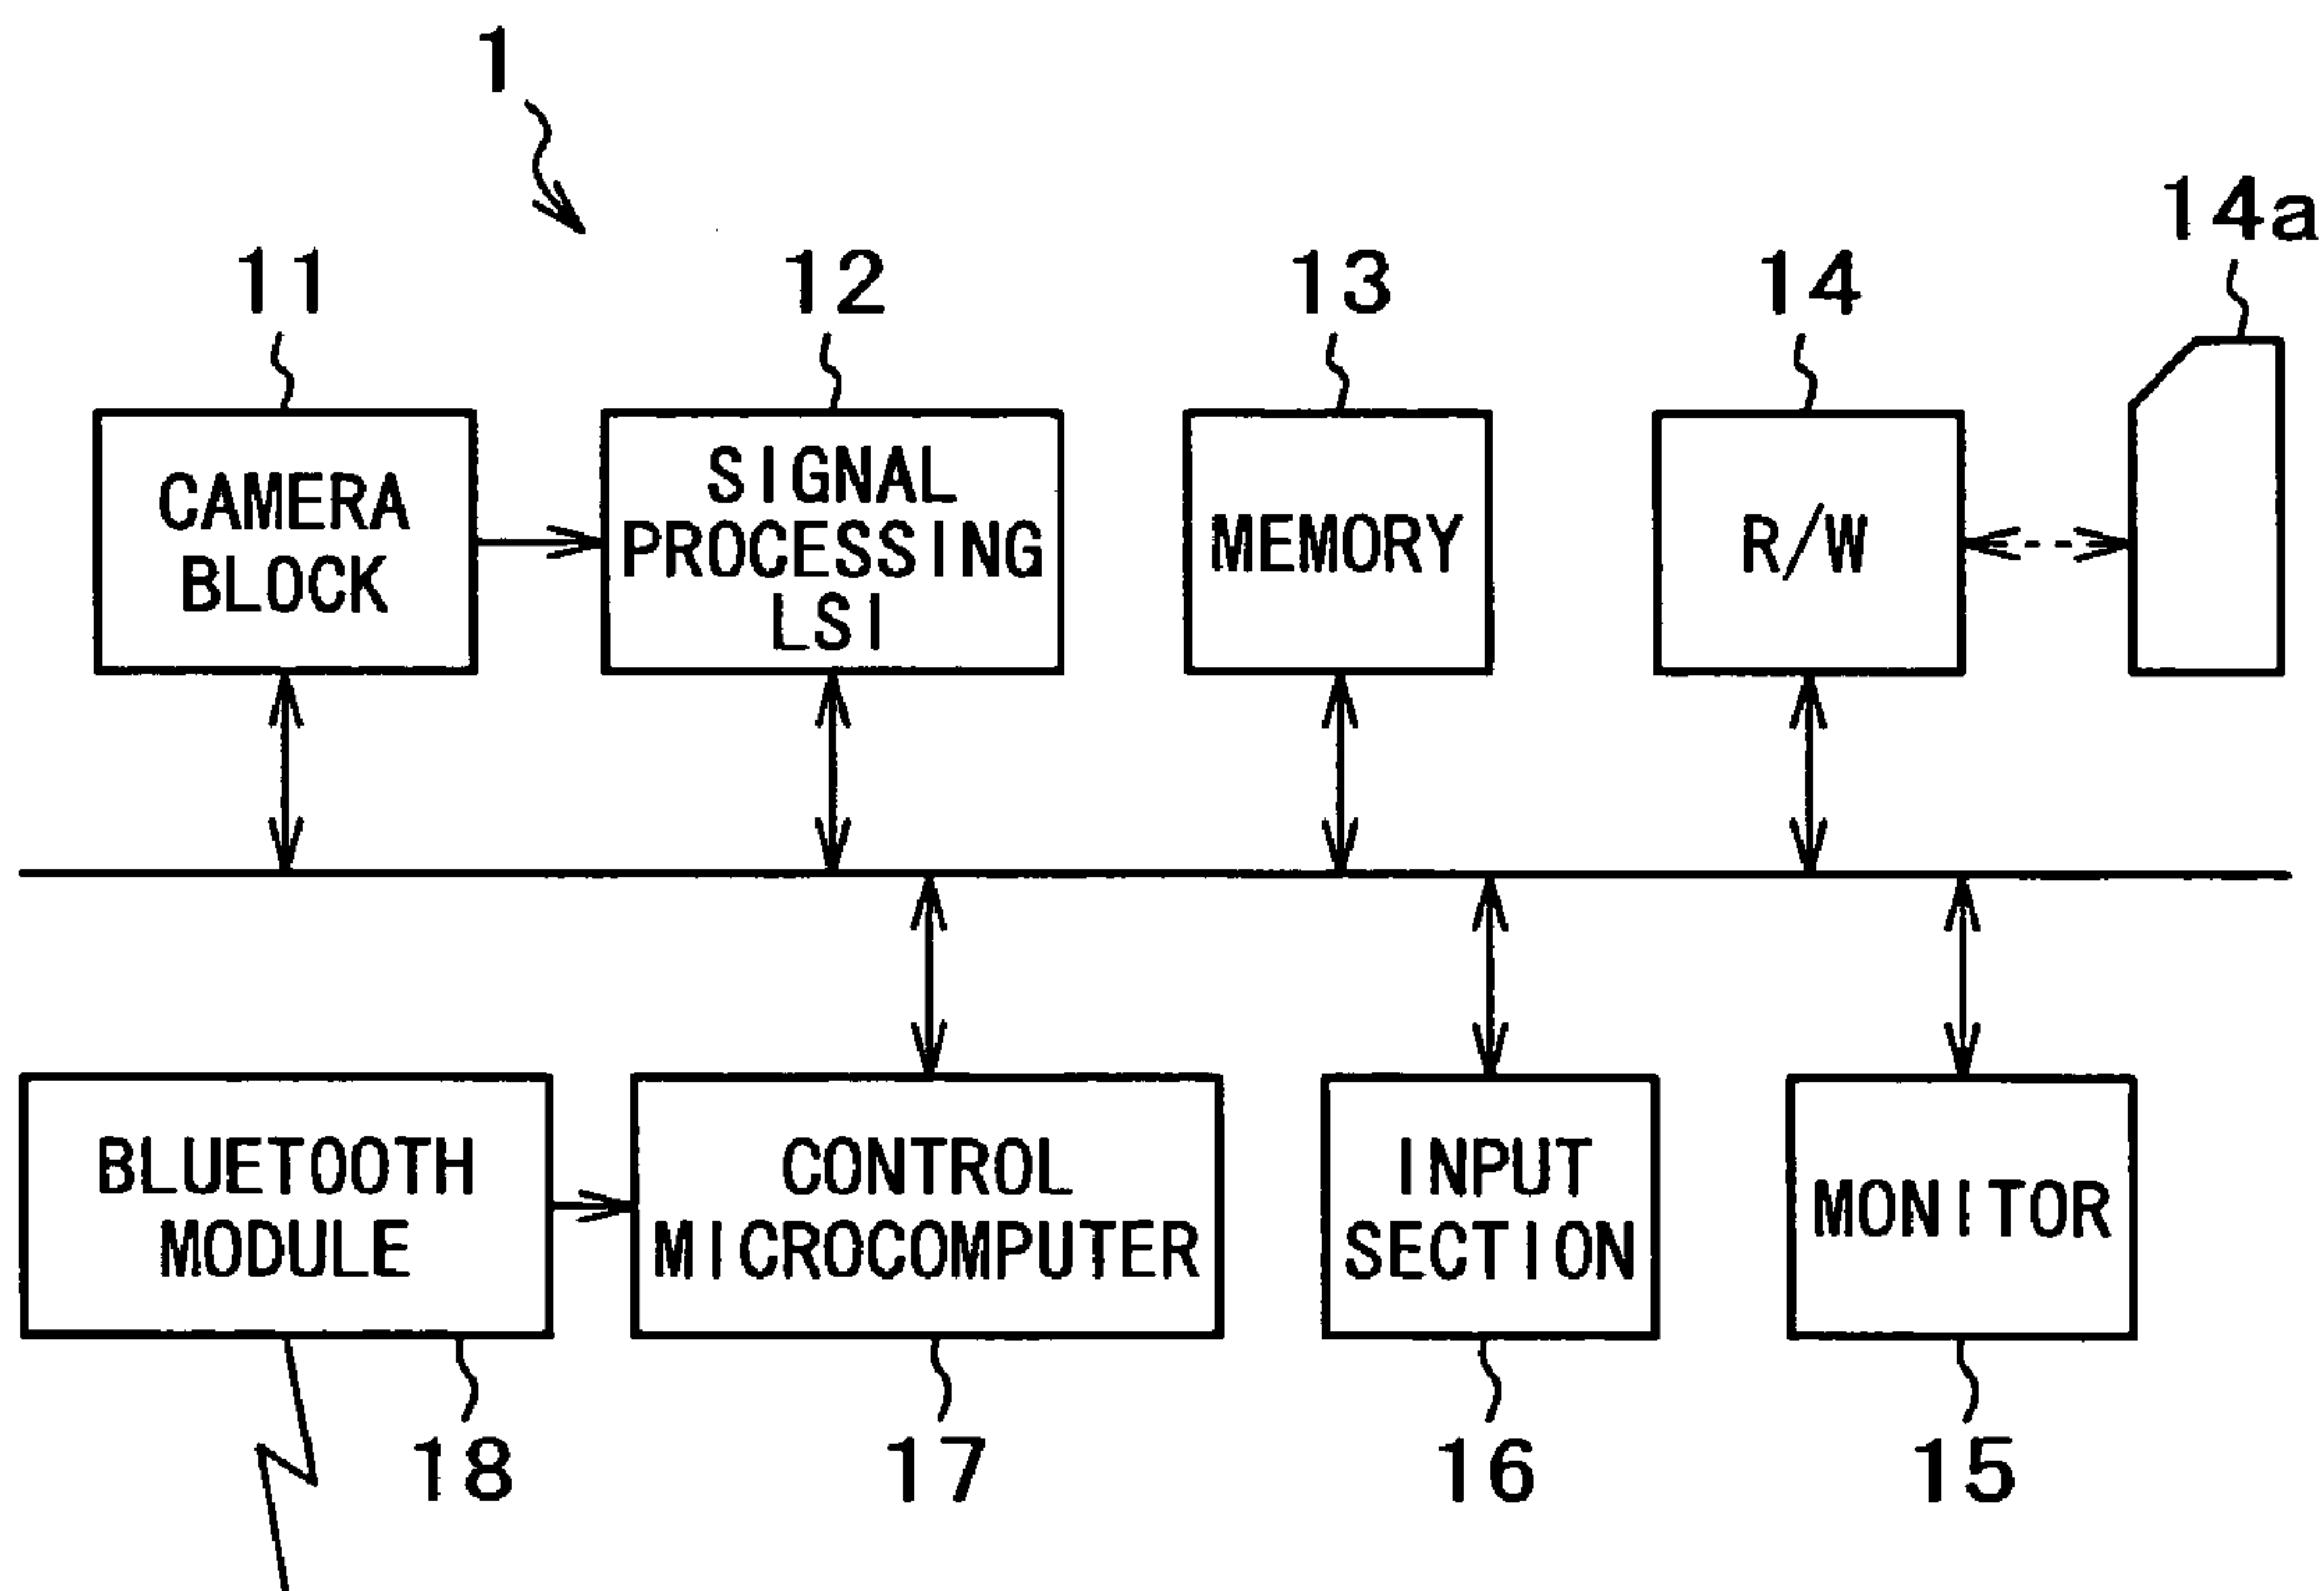 1
14a
11
12
13
14
CAMERA
BLOCK
SIGNAL
PROCESSING
LSI
MEMORY
R/W
BLUETOOTH
MODULE
CONTROL
MICROCOMPUTER
INPUT
SECTION
MONITOR
18
17
16
15